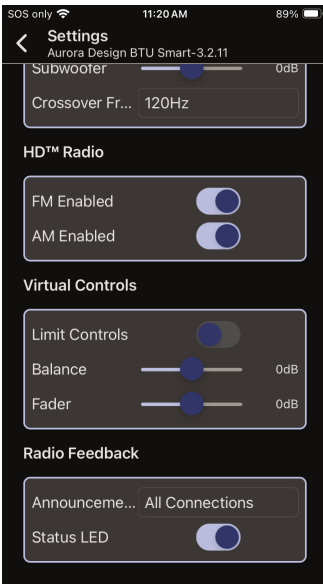 SOS only 11:20 AM 89%
Settings
Aurora Design BTU Smart-3.2.11
Subwoofer 0dB
Crossover Fr... 120Hz
HD™ Radio
FM Enabled
AM Enabled
Virtual Controls
Limit Controls
Balance 0dB
Fader 0dB
Radio Feedback
Announceme... All Connections
Status LED